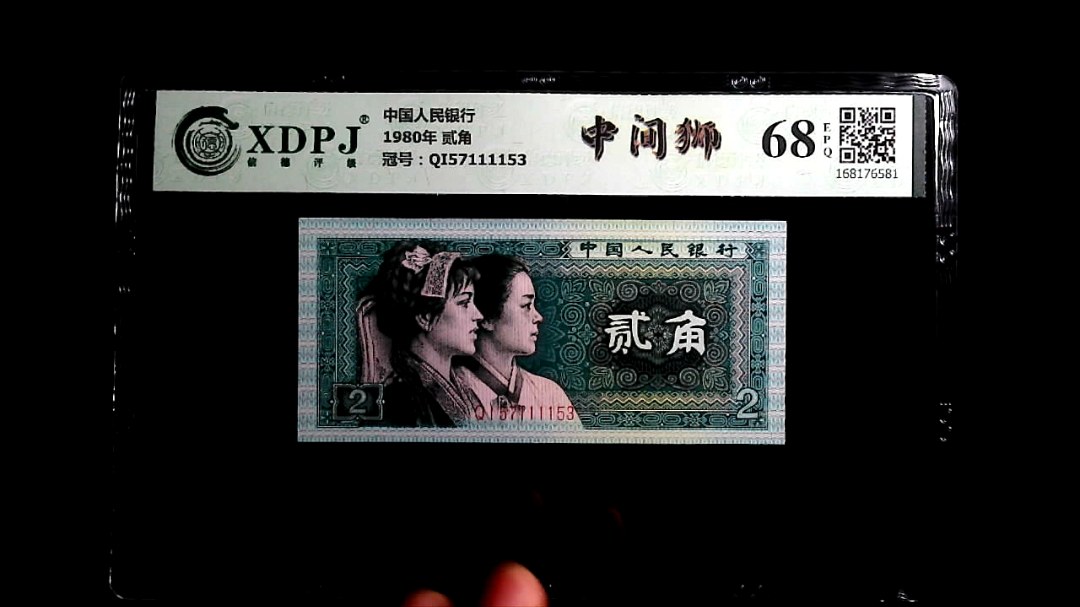 XDPJ®
信德评级
中国人民银行
1980年 贰角
冠号：QI57111153
中间狮
68
EPQ
168176581
中国人民银行
贰角
2
QI57111153
2